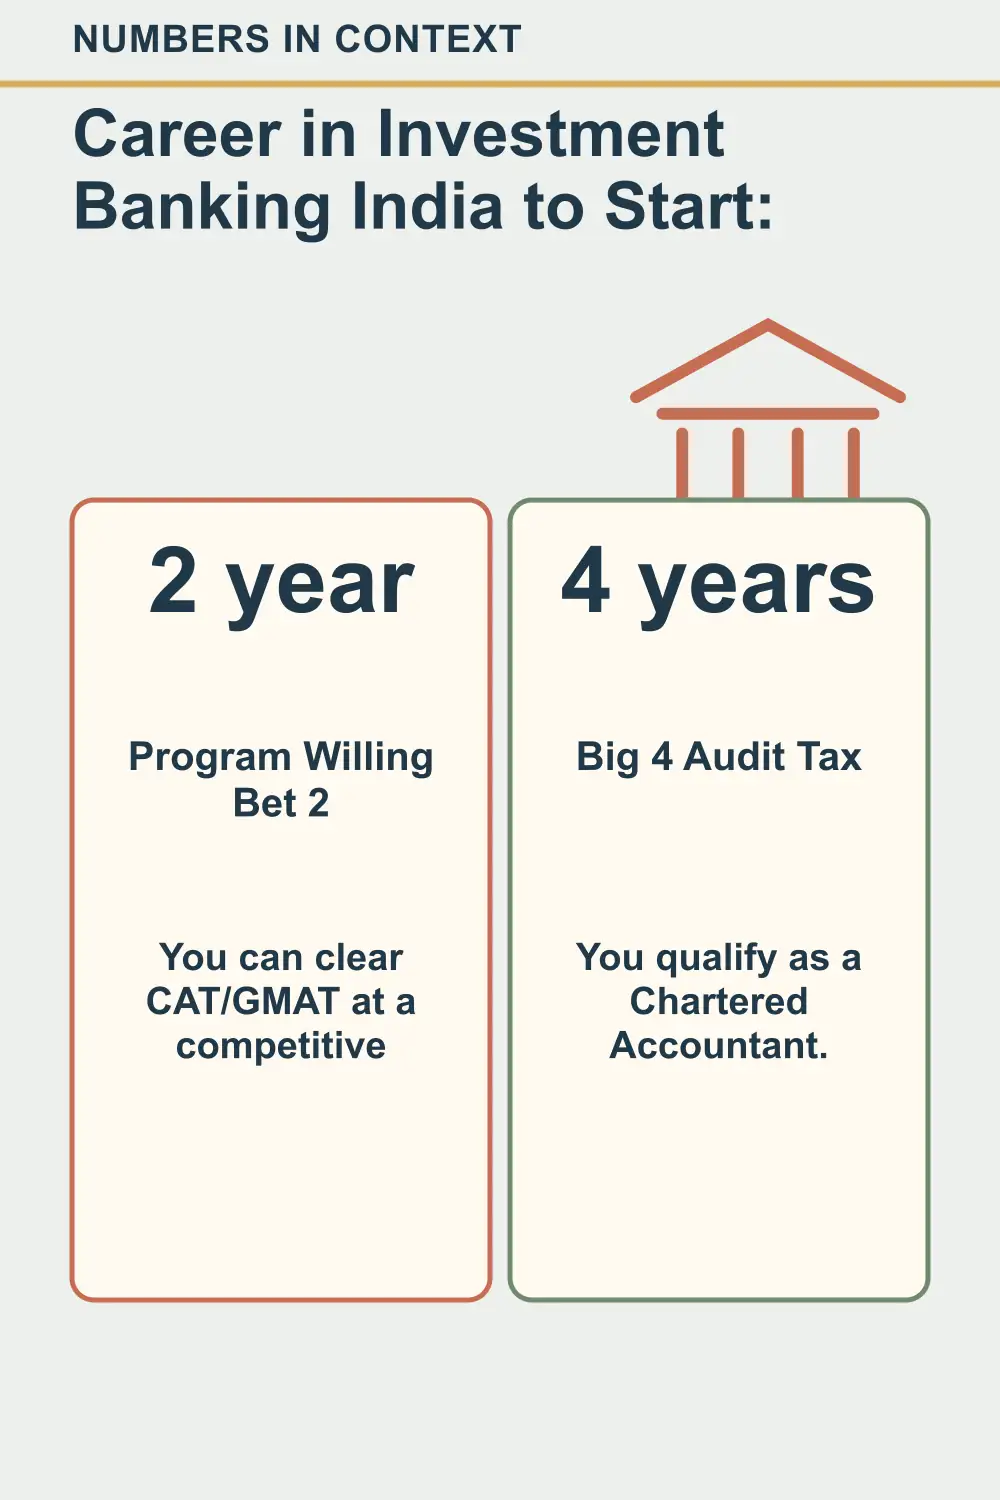 NUMBERS IN CONTEXT
Career in Investment
Banking India to Start:
2 year
Program Willing
Bet 2
You can clear
CAT/GMAT at a
competitive
4 years
Big 4 Audit Tax
You qualify as a
Chartered
Accountant.